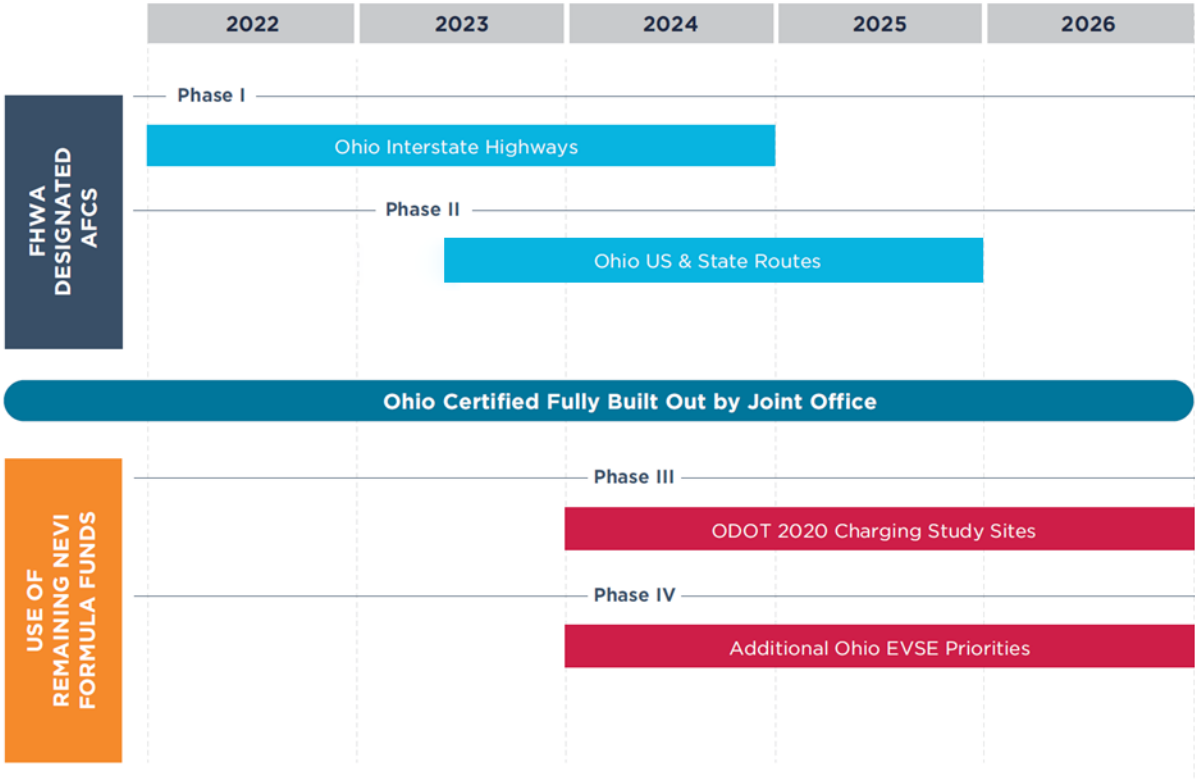 2022 2023 2024 2025 2026
FHWA
DESIGNATED
AFCS
Phase I
Ohio Interstate Highways
Phase II
Ohio US & State Routes
Ohio Certified Fully Built Out by Joint Office
USE OF
REMAINING NEVI
FORMULA FUNDS
Phase III
ODOT 2020 Charging Study Sites
Phase IV
Additional Ohio EVSE Priorities